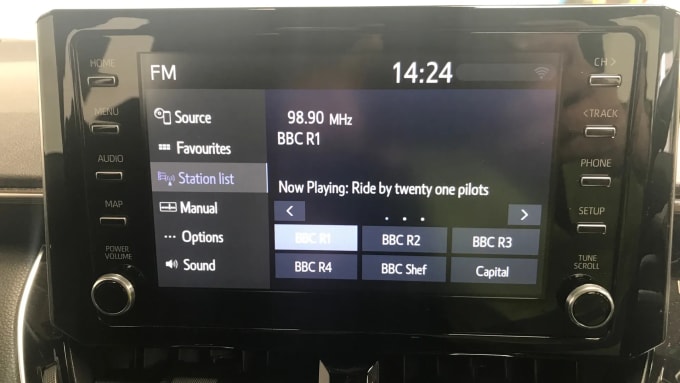 HOME
MENU
AUDIO
MAP
POWER
VOLUME
FM
14:24
Source
Favourites
Station list
Manual
Options
Sound
98.90 MHz
BBC R1
Now Playing: Ride by twenty one pilots
<
. . .
>
BBC R1
BBC R2
BBC R3
BBC R4
BBC Shef
Capital
CH >
< TRACK
PHONE
SETUP
TUNE
SCROLL